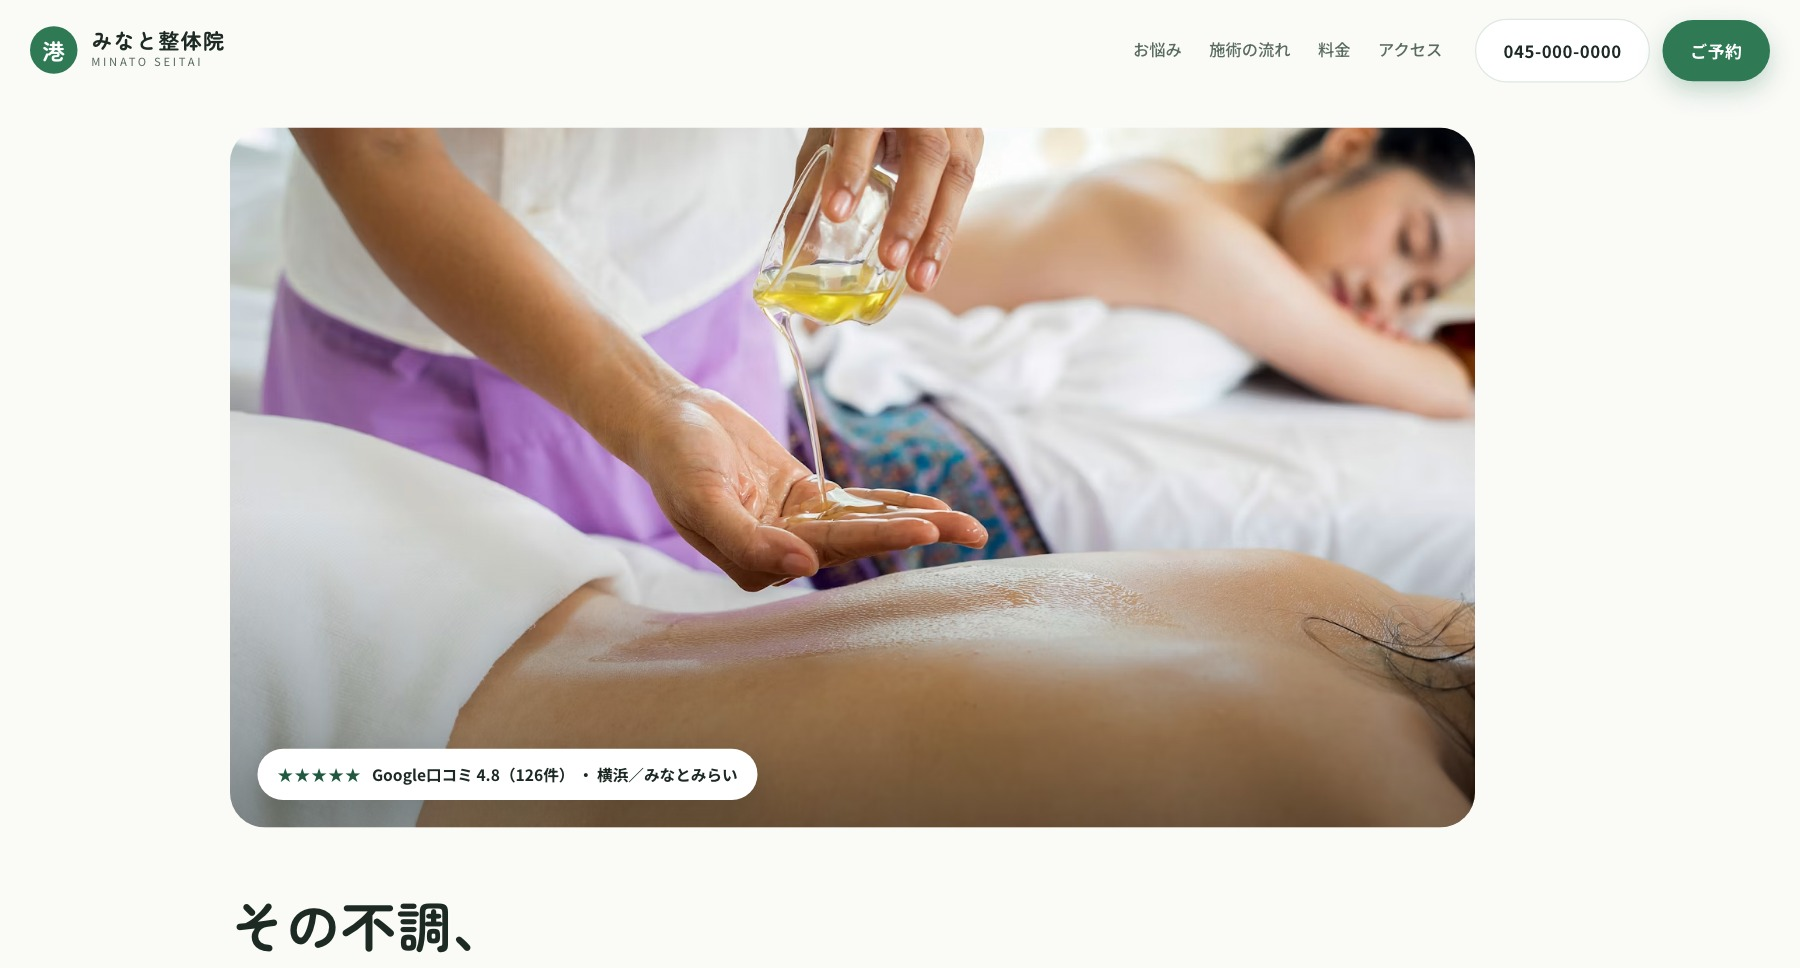 港
みなと整体院
MINATO SEITAI
お悩み
施術の流れ
料金
アクセス
045-000-0000
ご予約
★★★★★ Google口コミ 4.8（126件）・ 横浜／みなとみらい
その不調、